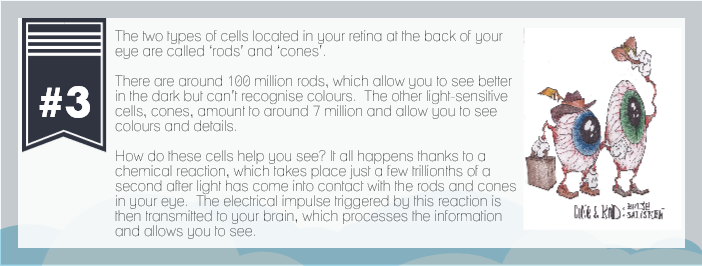 #3
The two types of cells located in your retina at the back of your
eye are called 'rods' and 'cones'.
There are around 100 million rods, which allow you to see better
in the dark but can't recognise colours. The other light-sensitive
cells, cones, amount to around 7 million and allow you to see
colours and details.
How do these cells help you see? It all happens thanks to a
chemical reaction, which takes place just a few trillionths of a
second after light has come into contact with the rods and cones
in your eye. The electrical impulse triggered by this reaction is
then transmitted to your brain, which processes the information
and allows you to see.